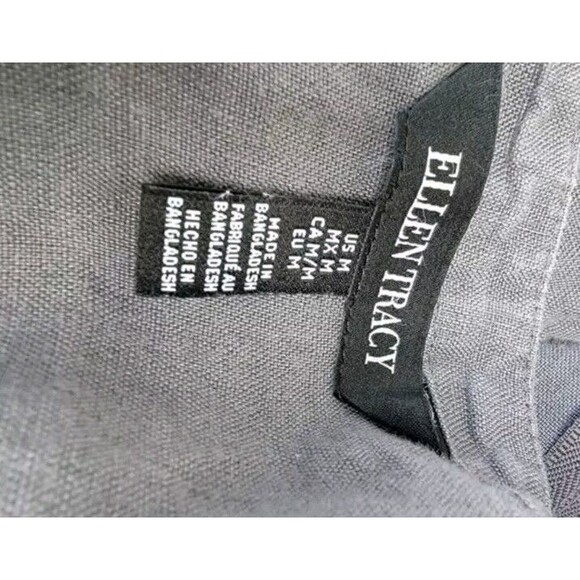 ELLEN TRACY
US M
MX M
CA M/M
EU M
MADE IN
BANGLADESH
FABRIQUÉ AU
BANGLADESH
HECHO EN
BANGLADESH